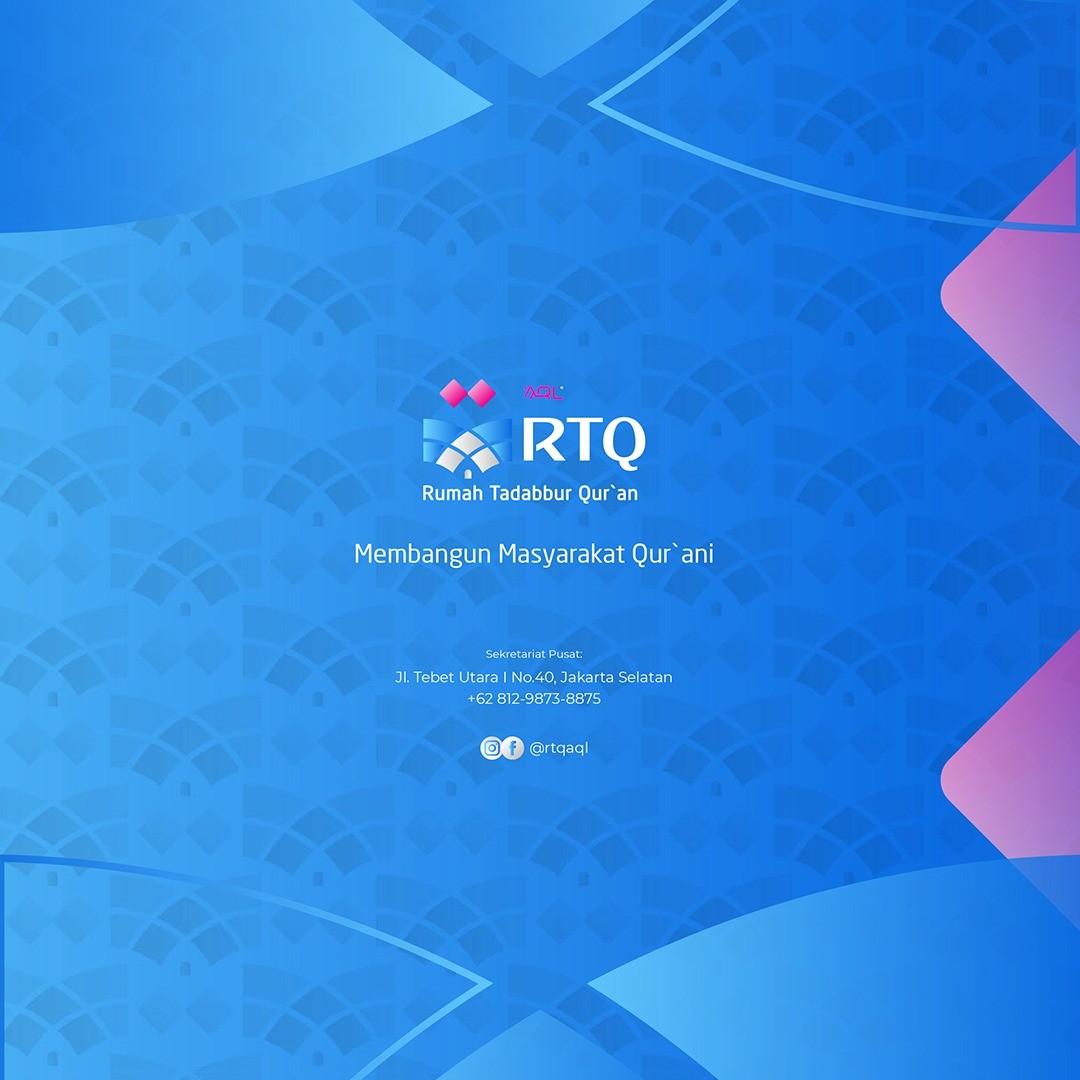 AQL
RTQ
Rumah Tadabbur Qur`an
Membangun Masyarakat Qur`ani
Sekretariat Pusat:
Jl. Tebet Utara I No.40, Jakarta Selatan
+62 812-9873-8875
@rtqaql